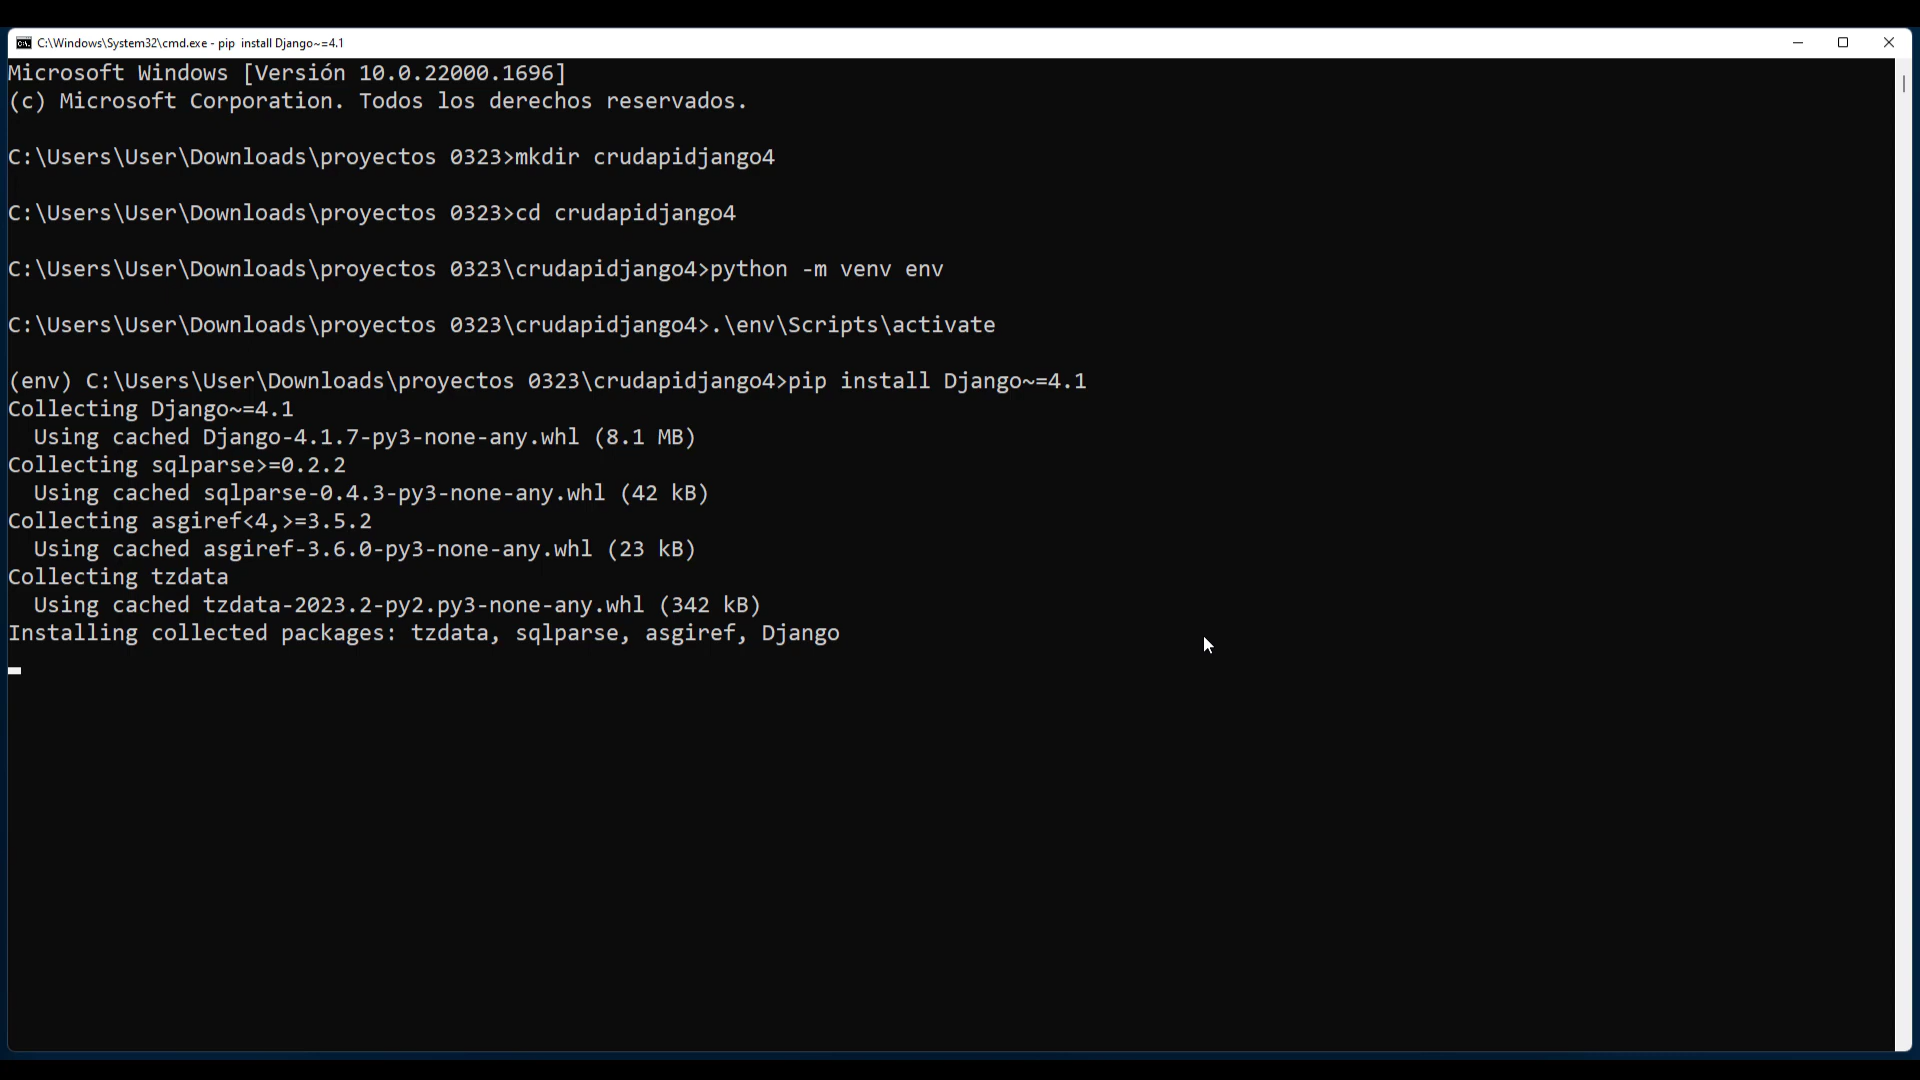 C:\Windows\System32\cmd.exe - pip  install Django~=4.1
Microsoft Windows [Versión 10.0.22000.1696]
(c) Microsoft Corporation. Todos los derechos reservados.
C:\Users\User\Downloads\proyectos 0323>mkdir crudapidjango4
C:\Users\User\Downloads\proyectos 0323>cd crudapidjango4
C:\Users\User\Downloads\proyectos 0323\crudapidjango4>python -m venv env
C:\Users\User\Downloads\proyectos 0323\crudapidjango4>.\env\Scripts\activate
(env) C:\Users\User\Downloads\proyectos 0323\crudapidjango4>pip install Django~=4.1
Collecting Django~=4.1
  Using cached Django-4.1.7-py3-none-any.whl (8.1 MB)
Collecting sqlparse>=0.2.2
  Using cached sqlparse-0.4.3-py3-none-any.whl (42 kB)
Collecting asgiref<4,>=3.5.2
  Using cached asgiref-3.6.0-py3-none-any.whl (23 kB)
Collecting tzdata
  Using cached tzdata-2023.2-py2.py3-none-any.whl (342 kB)
Installing collected packages: tzdata, sqlparse, asgiref, Django